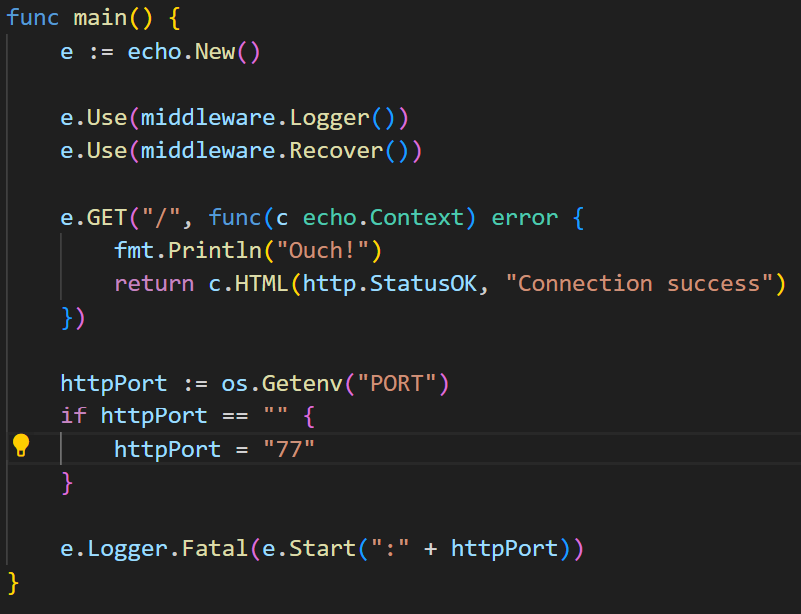 func main() {
    e := echo.New()
    e.Use(middleware.Logger())
    e.Use(middleware.Recover())
    e.GET("/", func(c echo.Context) error {
        fmt.Println("Ouch!")
        return c.HTML(http.StatusOK, "Connection success")
    })
    httpPort := os.Getenv("PORT")
    if httpPort == "" {
        httpPort = "77"
    }
    e.Logger.Fatal(e.Start(":" + httpPort))
}